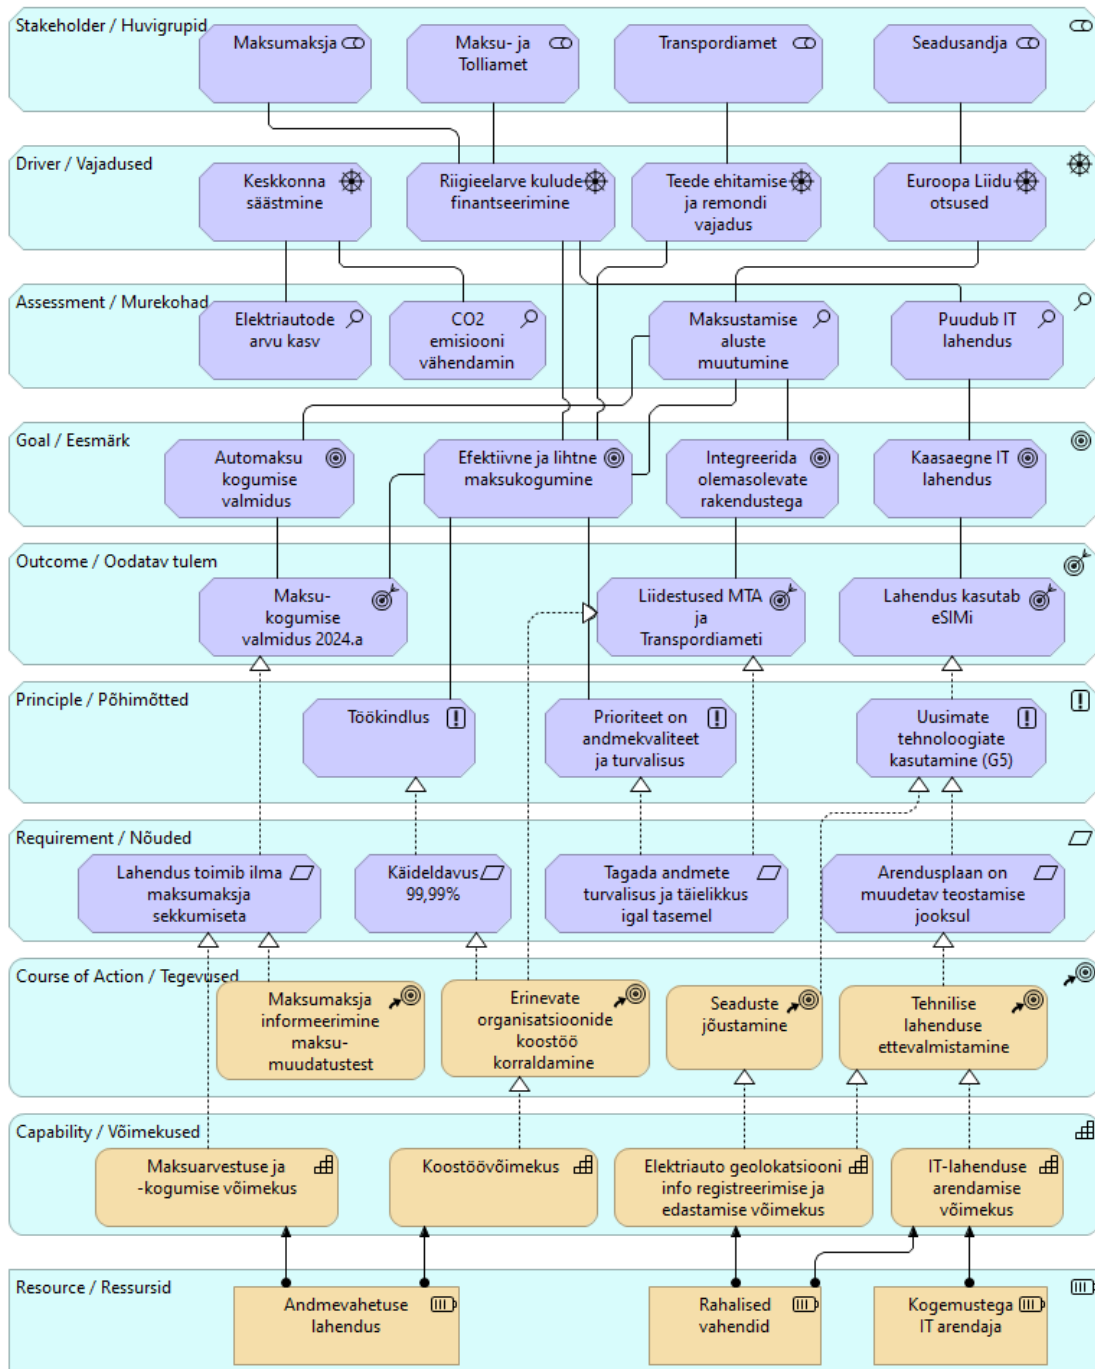 Stakeholder / Huvigrupid
Maksumaksja
Maksu- ja
Tolliamet
Transpordiamet
Seadusandja
Driver / Vajadused
Keskkonna
säästmine
Riigieelarve kulude
finantseerimine
Teede ehitamise
ja remondi
vajadus
Euroopa Liidu
otsused
Assessment / Murekohad
Elektriautode
arvu kasv
CO2
emisiooni
vähendamin
Maksustamise
aluste
muutumine
Puudub IT
lahendus
Goal / Eesmärk
Automaksu
kogumise
valmidus
Efektiivne ja lihtne
maksukogumine
Integreerida
olemasolevate
rakendustega
Kaasaegne IT
lahendus
Outcome / Oodatav tulem
Maksu-
kogumise
valmidus 2024.a
Liidestused MTA
ja
Transpordiameti
Lahendus kasutab
eSIMi
Principle / Põhimõtted
Töökindlus
Prioriteet on
andmekvaliteet
ja turvalisus
Uusimate
tehnoloogiate
kasutamine (G5)
Requirement / Nõuded
Lahendus toimib ilma
maksumaksja
sekkumiseta
Käideldavus
99,99%
Tagada andmete
turvalisus ja täielikkus
igal tasemel
Arendusplaan on
muudetav teostamise
jooksul
Course of Action / Tegevused
Maksumaksja
informeerimine
maksu-
muudatustest
Erinevate
organisatsioonide
koostöö
korraldamine
Seaduste
jõustamine
Tehnilise
lahenduse
ettevalmistamine
Capability / Võimekused
Maksuarvestuse ja
-kogumise võimekus
Koostöövõimekus
Elektriauto geolokatsiooni
info registreerimise ja
edastamise võimekus
IT-lahenduse
arendamise
võimekus
Resource / Ressursid
Andmevahetuse
lahendus
Rahalised
vahendid
Kogemustega
IT arendaja